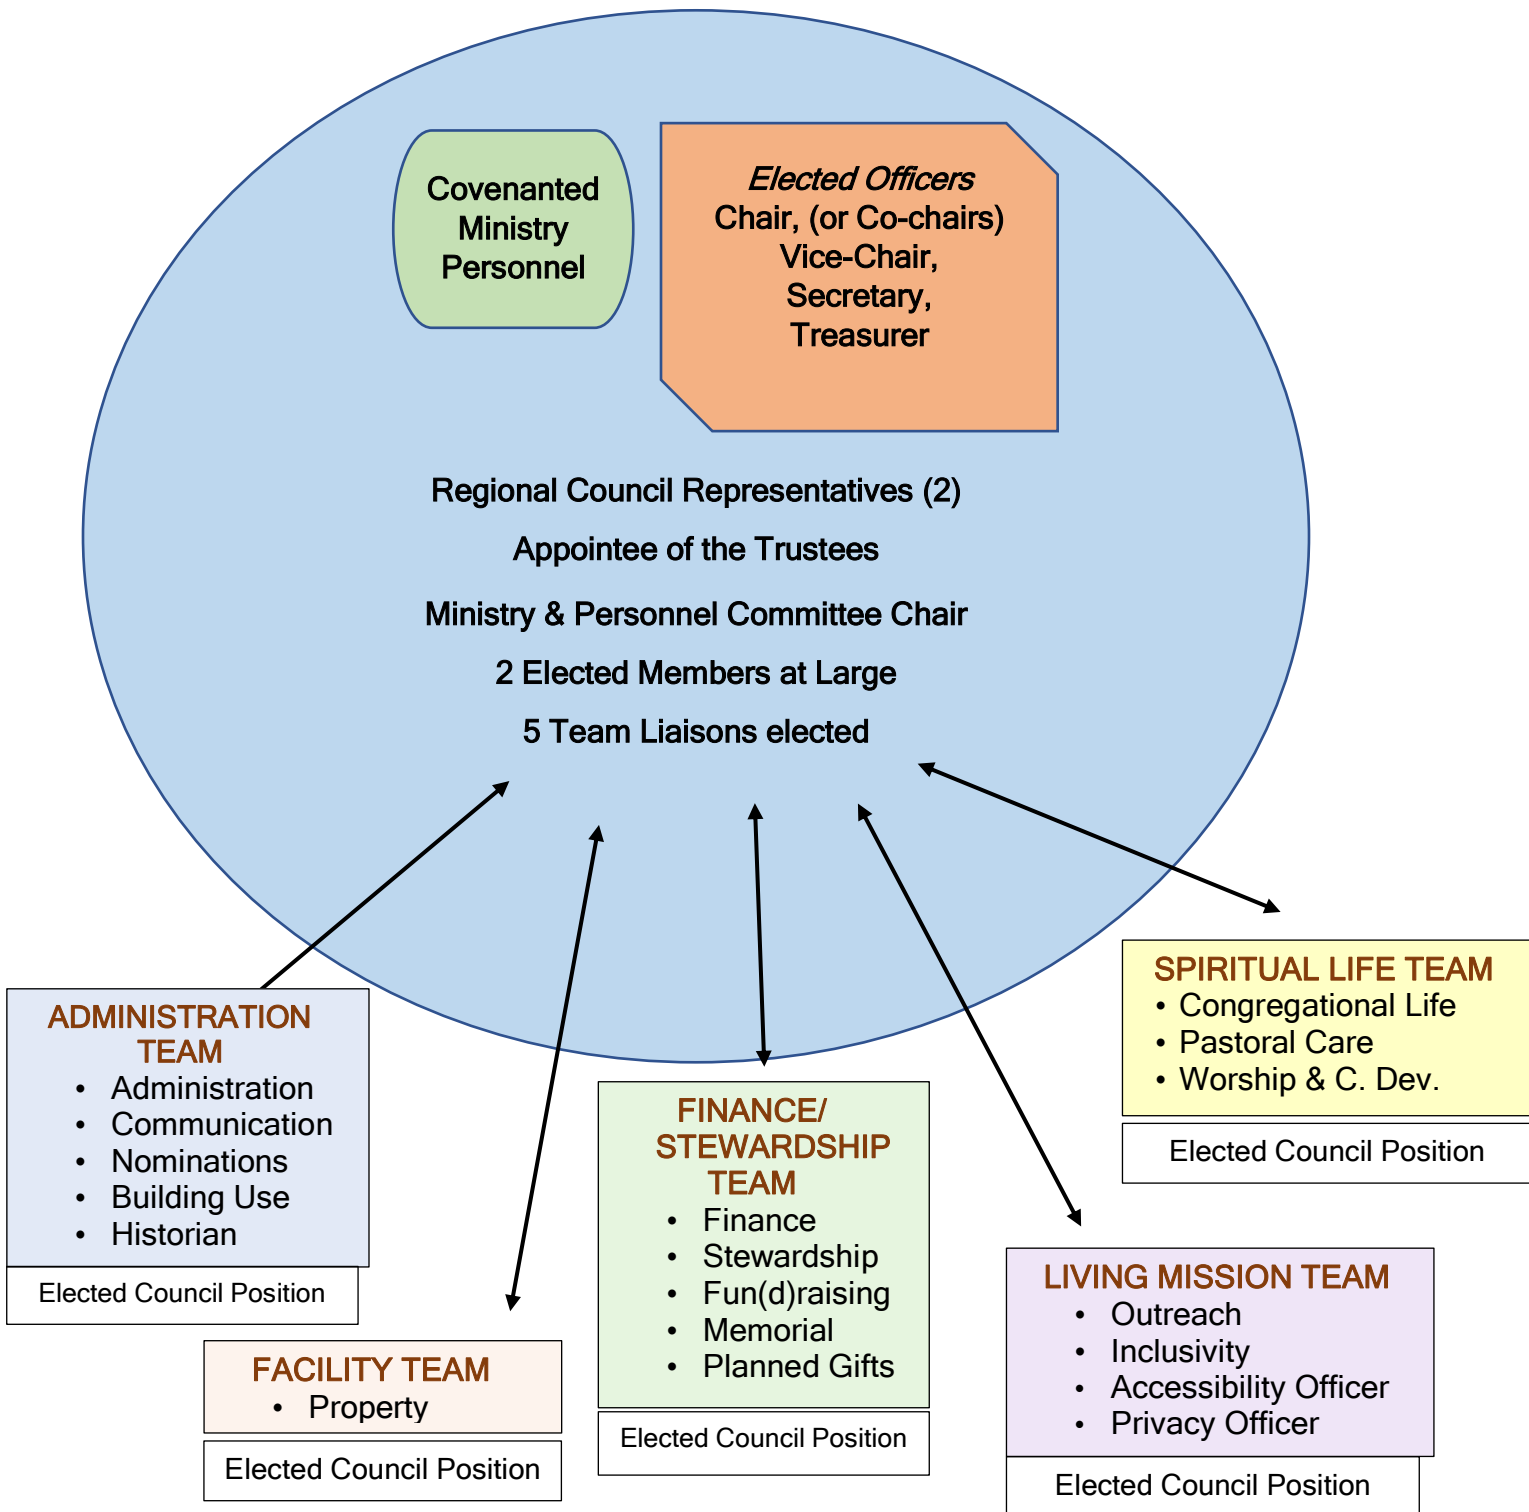 Covenanted
Ministry
Personnel
Elected Officers
Chair, (or Co-chairs)
Vice-Chair,
Secretary,
Treasurer
Regional Council Representatives (2)
Appointee of the Trustees
Ministry & Personnel Committee Chair
2 Elected Members at Large
5 Team Liaisons elected
ADMINISTRATION
TEAM
• Administration
• Communication
• Nominations
• Building Use
• Historian
Elected Council Position
FACILITY TEAM
• Property
Elected Council Position
FINANCE/
STEWARDSHIP
TEAM
• Finance
• Stewardship
• Fun(d)raising
• Memorial
• Planned Gifts
Elected Council Position
LIVING MISSION TEAM
• Outreach
• Inclusivity
• Accessibility Officer
• Privacy Officer
Elected Council Position
SPIRITUAL LIFE TEAM
• Congregational Life
• Pastoral Care
• Worship & C. Dev.
Elected Council Position